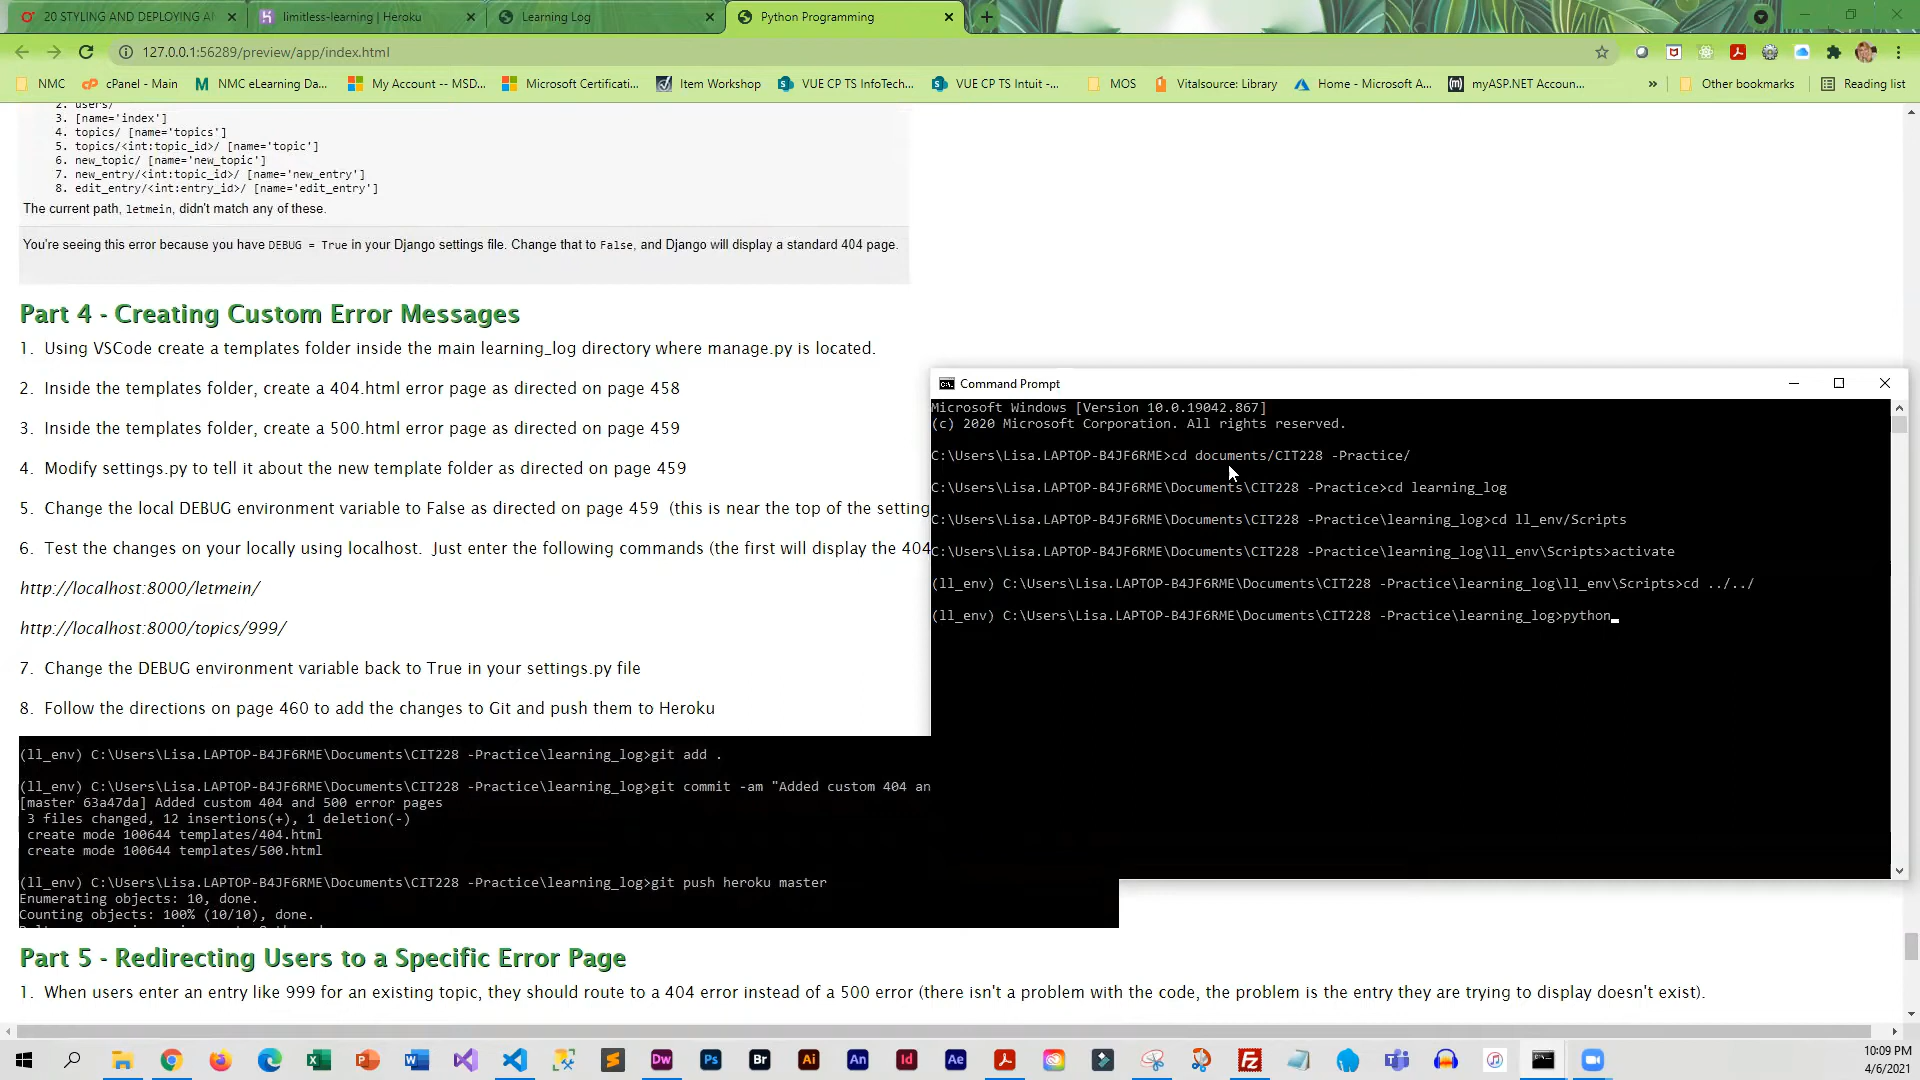 20 STYLING AND DEPLOYING AN
limitless-learning | Heroku
Learning Log
Python Programming
127.0.0.1:56289/preview/app/index.html
NMC
cPanel - Main
NMC eLearning Da...
My Account -- MSD...
Microsoft Certificati...
Item Workshop
VUE CP TS InfoTech...
VUE CP TS Intuit -...
MOS
Vitalsource: Library
Home - Microsoft A...
myASP.NET Accoun...
Other bookmarks
Reading list
2. users/
3. [name='index']
4. topics/ [name='topics']
5. topics/<int:topic_id>/ [name='topic']
6. new_topic/ [name='new_topic']
7. new_entry/<int:topic_id>/ [name='new_entry']
8. edit_entry/<int:entry_id>/ [name='edit_entry']
The current path, letmein, didn't match any of these.
You're seeing this error because you have DEBUG = True in your Django settings file. Change that to False, and Django will display a standard 404 page.
Part 4 - Creating Custom Error Messages
1. Using VSCode create a templates folder inside the main learning_log directory where manage.py is located.
2. Inside the templates folder, create a 404.html error page as directed on page 458
3. Inside the templates folder, create a 500.html error page as directed on page 459
4. Modify settings.py to tell it about the new template folder as directed on page 459
5. Change the local DEBUG environment variable to False as directed on page 459 (this is near the top of the setting
6. Test the changes on your locally using localhost. Just enter the following commands (the first will display the 404
http://localhost:8000/letmein/
http://localhost:8000/topics/999/
7. Change the DEBUG environment variable back to True in your settings.py file
8. Follow the directions on page 460 to add the changes to Git and push them to Heroku
(ll_env) C:\Users\Lisa.LAPTOP-B4JF6RME\Documents\CIT228 -Practice\learning_log>git add .
(ll_env) C:\Users\Lisa.LAPTOP-B4JF6RME\Documents\CIT228 -Practice\learning_log>git commit -am "Added custom 404 an
[master 63a47da] Added custom 404 and 500 error pages
3 files changed, 12 insertions(+), 1 deletion(-)
create mode 100644 templates/404.html
create mode 100644 templates/500.html
(ll_env) C:\Users\Lisa.LAPTOP-B4JF6RME\Documents\CIT228 -Practice\learning_log>git push heroku master
Enumerating objects: 10, done.
Counting objects: 100% (10/10), done.
Part 5 - Redirecting Users to a Specific Error Page
1. When users enter an entry like 999 for an existing topic, they should route to a 404 error instead of a 500 error (there isn't a problem with the code, the problem is the entry they are trying to display doesn't exist).
Command Prompt
Microsoft Windows [Version 10.0.19042.867]
(c) 2020 Microsoft Corporation. All rights reserved.
C:\Users\Lisa.LAPTOP-B4JF6RME>cd documents/CIT228 -Practice/
C:\Users\Lisa.LAPTOP-B4JF6RME\Documents\CIT228 -Practice>cd learning_log
C:\Users\Lisa.LAPTOP-B4JF6RME\Documents\CIT228 -Practice\learning_log>cd ll_env/Scripts
C:\Users\Lisa.LAPTOP-B4JF6RME\Documents\CIT228 -Practice\learning_log\ll_env\Scripts>activate
(ll_env) C:\Users\Lisa.LAPTOP-B4JF6RME\Documents\CIT228 -Practice\learning_log\ll_env\Scripts>cd ../../
(ll_env) C:\Users\Lisa.LAPTOP-B4JF6RME\Documents\CIT228 -Practice\learning_log>python
10:09 PM
4/6/2021